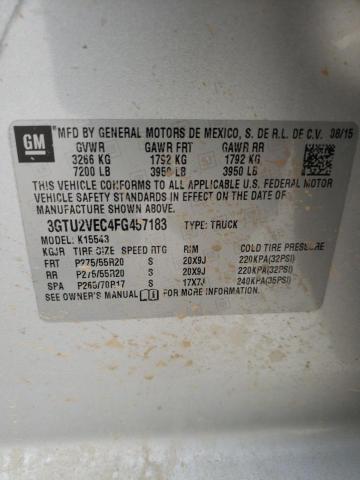 GM
MFD BY GENERAL MOTORS DE MEXICO, S. DE R.L. DE C.V. 08/15
GVWR GAWR FRT GAWR RR
3266 KG 1792 KG 1792 KG
7200 LB 3950 LB 3950 LB
THIS VEHICLE CONFORMS TO ALL APPLICABLE U.S. FEDERAL MOTOR
VEHICLE SAFETY STANDARDS IN EFFECT ON THE DATE OF
MANUFACTURE SHOWN ABOVE.
3GTU2VEC4FG457183 TYPE: TRUCK
MODEL: K15543
KGJR TIRE SIZE SPEED RTG RIM COLD TIRE PRESSURE
FRT P275/55R20 S 20X9J 220KPA(32PSI)
RR P275/55R20 S 20X9J 220KPA(32PSI)
SPA P265/70R17 S 17X7J 240KPA(35PSI)
SEE OWNER'S MANUAL FOR ADDITIONAL INFORMATION.